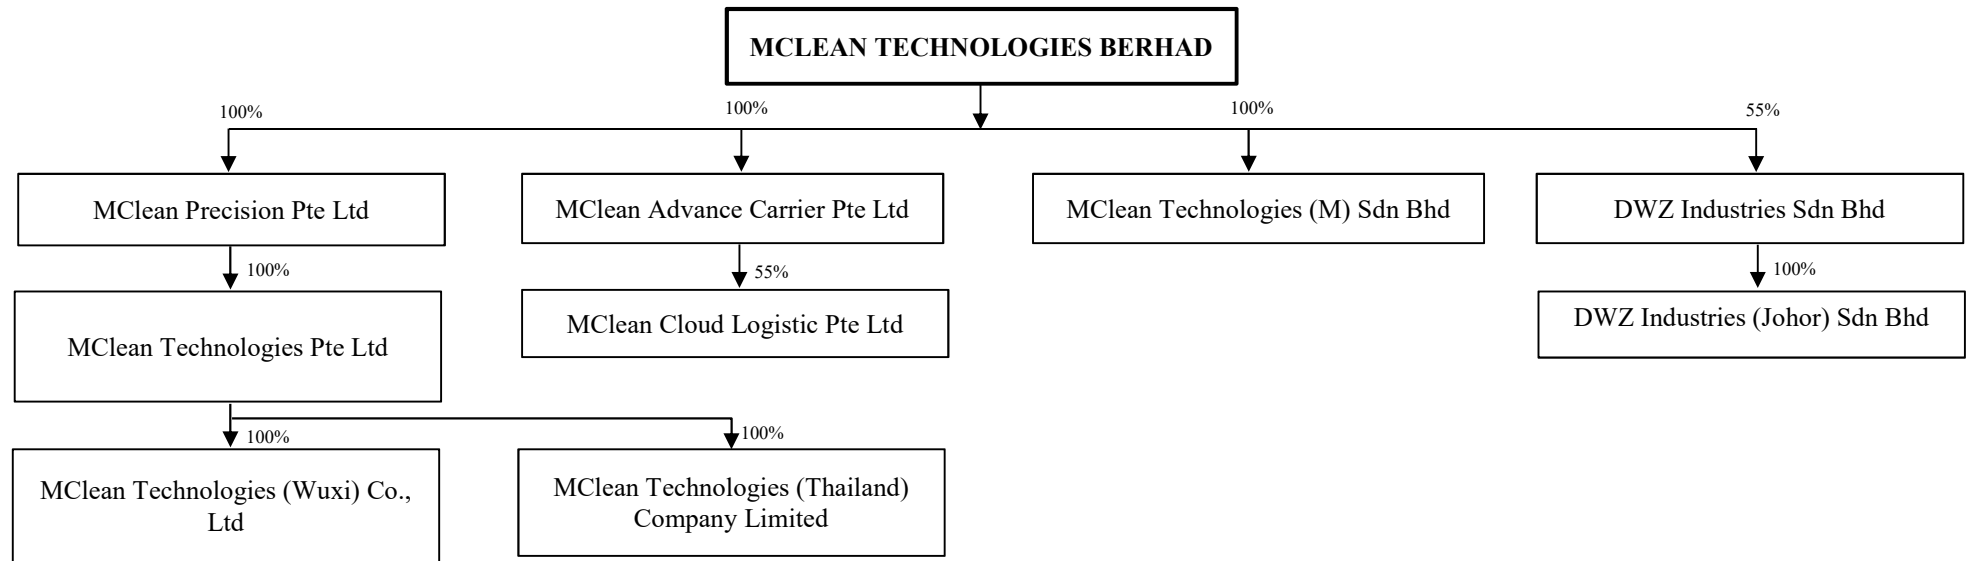 MCLEAN TECHNOLOGIES BERHAD
100%
100%
100%
55%
MClean Precision Pte Ltd
MClean Advance Carrier Pte Ltd
MClean Technologies (M) Sdn Bhd
DWZ Industries Sdn Bhd
100%
55%
100%
MClean Technologies Pte Ltd
MClean Cloud Logistic Pte Ltd
DWZ Industries (Johor) Sdn Bhd
100%
100%
MClean Technologies (Wuxi) Co.,
Ltd
MClean Technologies (Thailand)
Company Limited